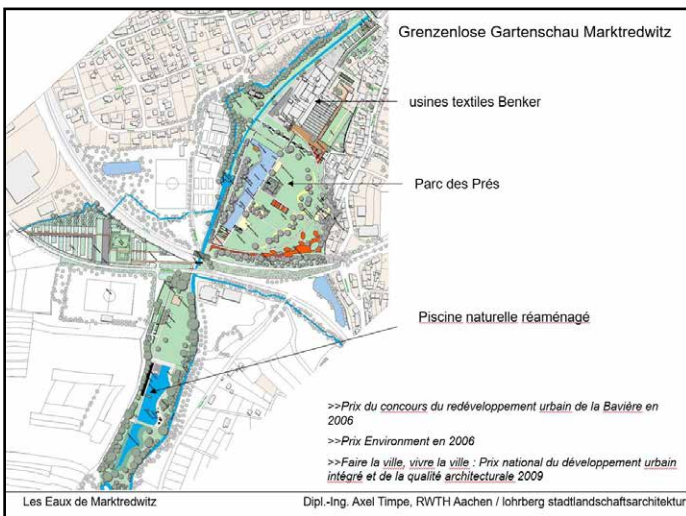 Grenzenlose Gartenschau Marktredwitz
usines textiles Benker
Parc des Prés
Piscine naturelle réaménagé
>>Prix du concours du redéveloppement urbain de la Bavière en
2006
>>Prix Environment en 2006
>>Faire la ville, vivre la ville : Prix national du développement urbain
intégré et de la qualité architecturale 2009
Les Eaux de Marktredwitz
Dipl.-Ing. Axel Timpe, RWTH Aachen / lohrberg stadtlandschaftsarchitektur